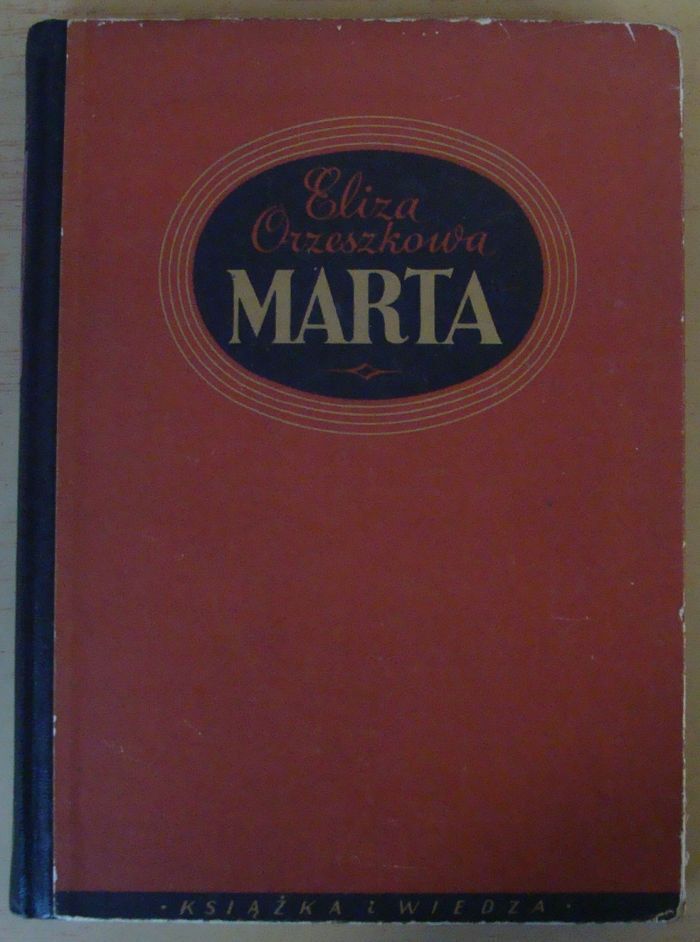 Eliza
Orzeszkowa
MARTA
· KSIĄŻKA i WIEDZA ·